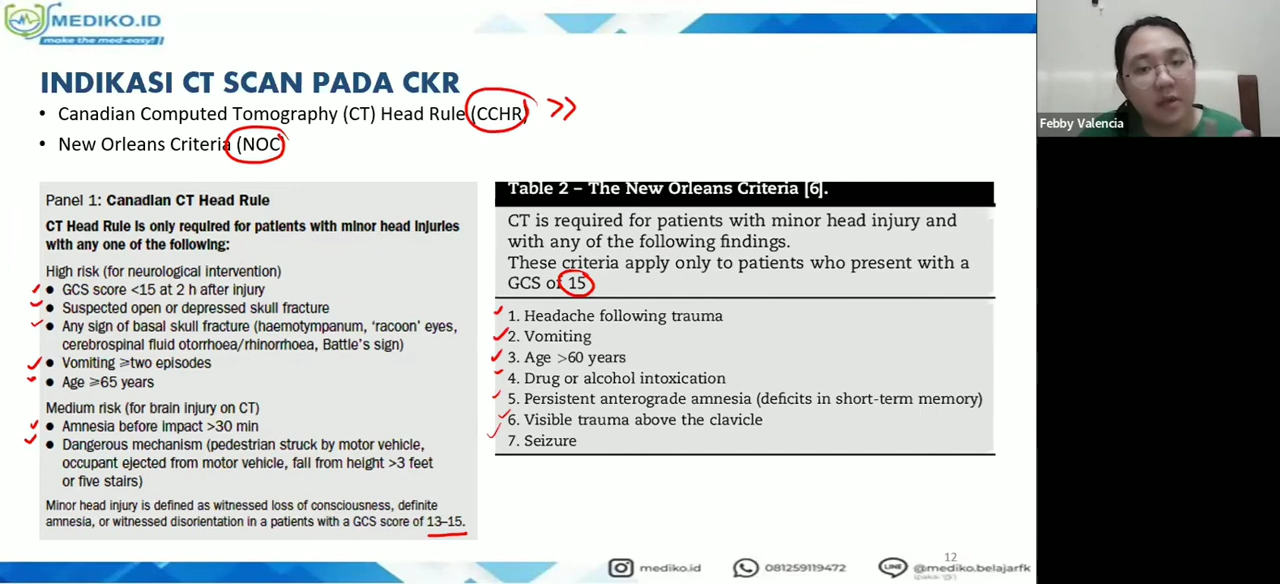 MEDIKO.ID
make the med-easy!
INDIKASI CT SCAN PADA CKR
• Canadian Computed Tomography (CT) Head Rule (CCHR)
• New Orleans Criteria (NOC)
Panel 1: Canadian CT Head Rule
CT Head Rule is only required for patients with minor head injuries
with any one of the following:
High risk (for neurological intervention)
• GCS score <15 at 2 h after injury
• Suspected open or depressed skull fracture
• Any sign of basal skull fracture (haemotympanum, ‘racoon’ eyes,
cerebrospinal fluid otorrhoea/rhinorrhoea, Battle’s sign)
• Vomiting ≥two episodes
• Age ≥65 years
Medium risk (for brain injury on CT)
• Amnesia before impact >30 min
• Dangerous mechanism (pedestrian struck by motor vehicle,
occupant ejected from motor vehicle, fall from height >3 feet
or five stairs)
Minor head injury is defined as witnessed loss of consciousness, definite
amnesia, or witnessed disorientation in a patients with a GCS score of 13–15.
Table 2 – The New Orleans Criteria [6].
CT is required for patients with minor head injury and
with any of the following findings.
These criteria apply only to patients who present with a
GCS of 15
1. Headache following trauma
2. Vomiting
3. Age >60 years
4. Drug or alcohol intoxication
5. Persistent anterograde amnesia (deficits in short-term memory)
6. Visible trauma above the clavicle
7. Seizure
12
mediko.id
081259119472
LINE
@mediko.belajarfk
(pakai '@')
Febby Valencia